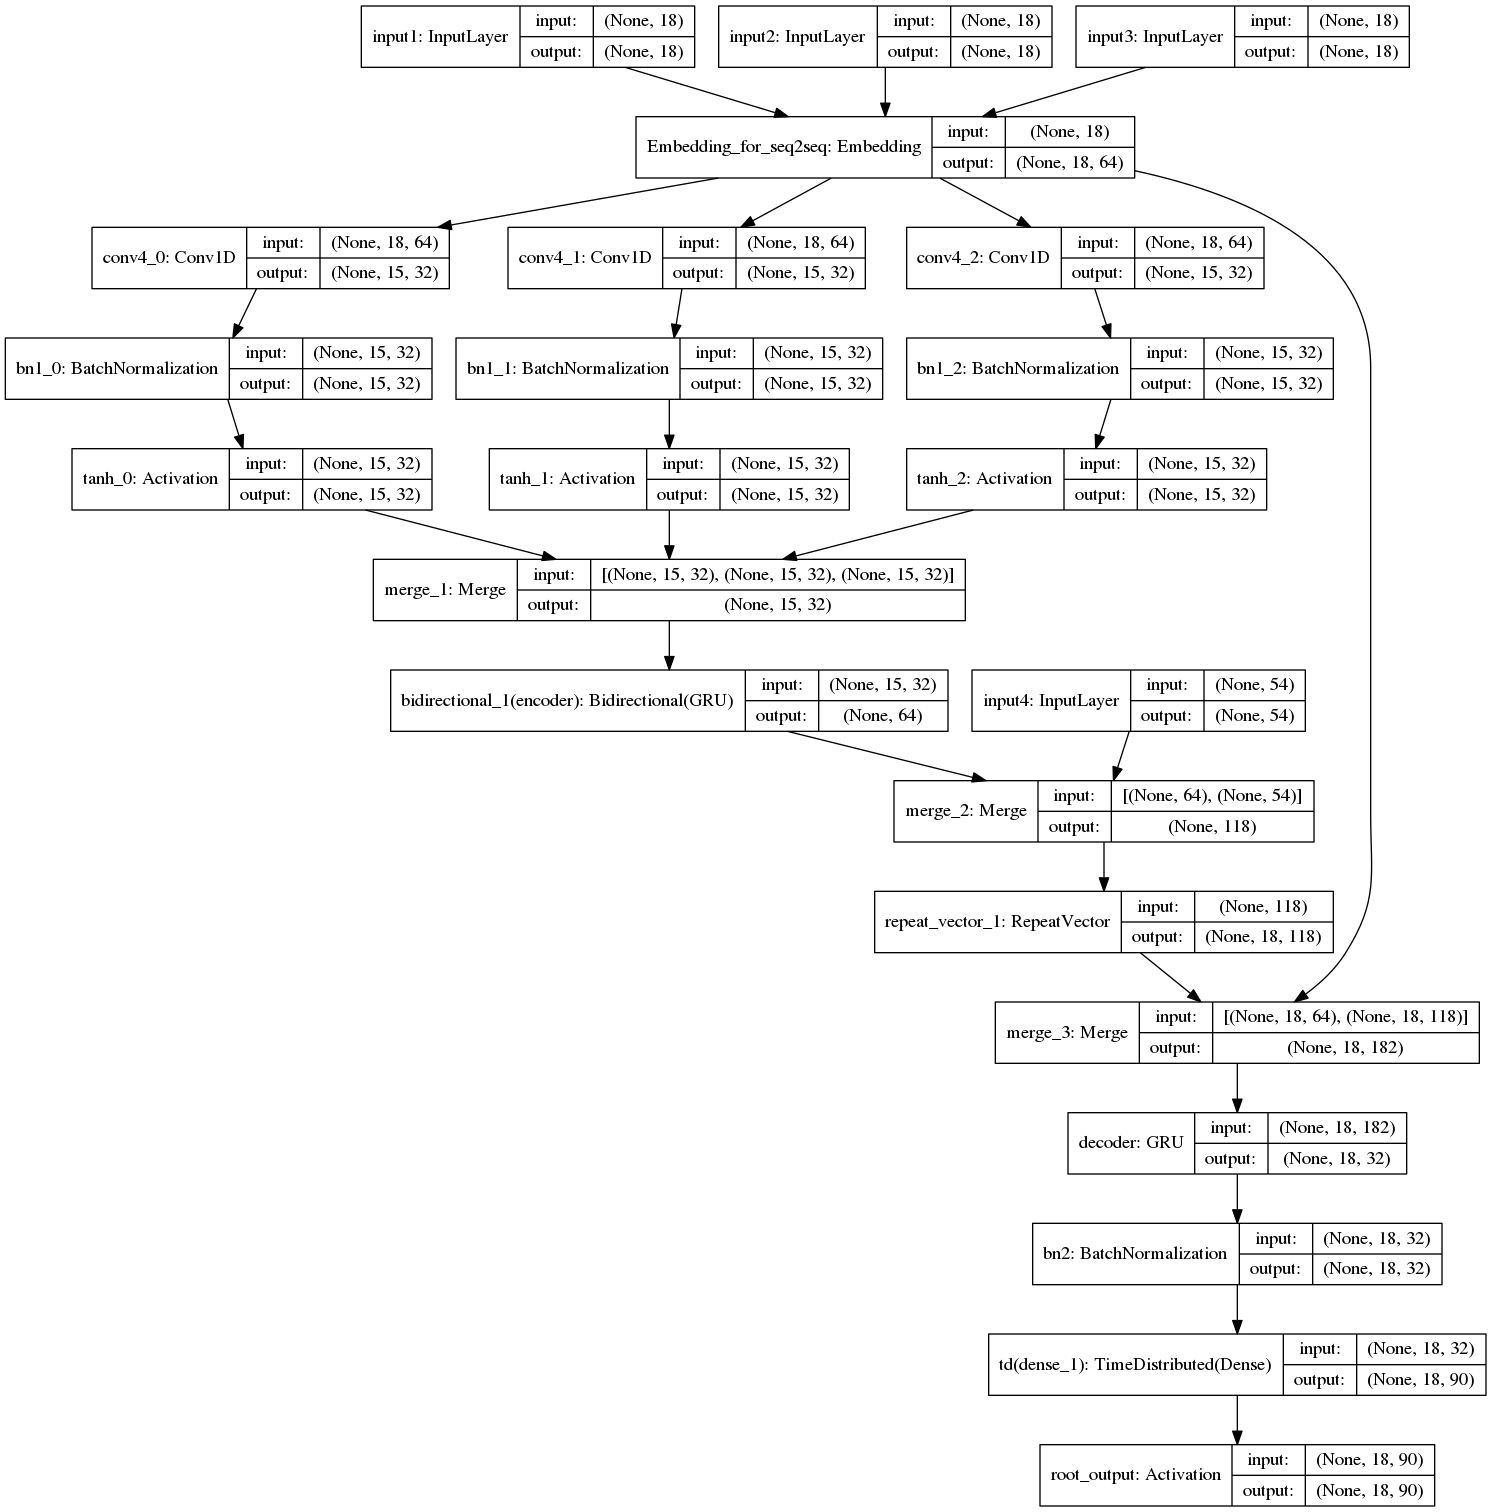 input1: InputLayer input: (None, 18) output: (None, 18)
input2: InputLayer input: (None, 18) output: (None, 18)
input3: InputLayer input: (None, 18) output: (None, 18)
Embedding_for_seq2seq: Embedding input: (None, 18) output: (None, 18, 64)
conv4_0: Conv1D input: (None, 18, 64) output: (None, 15, 32)
conv4_1: Conv1D input: (None, 18, 64) output: (None, 15, 32)
conv4_2: Conv1D input: (None, 18, 64) output: (None, 15, 32)
bn1_0: BatchNormalization input: (None, 15, 32) output: (None, 15, 32)
bn1_1: BatchNormalization input: (None, 15, 32) output: (None, 15, 32)
bn1_2: BatchNormalization input: (None, 15, 32) output: (None, 15, 32)
tanh_0: Activation input: (None, 15, 32) output: (None, 15, 32)
tanh_1: Activation input: (None, 15, 32) output: (None, 15, 32)
tanh_2: Activation input: (None, 15, 32) output: (None, 15, 32)
merge_1: Merge input: [(None, 15, 32), (None, 15, 32), (None, 15, 32)] output: (None, 15, 32)
bidirectional_1(encoder): Bidirectional(GRU) input: (None, 15, 32) output: (None, 64)
input4: InputLayer input: (None, 54) output: (None, 54)
merge_2: Merge input: [(None, 64), (None, 54)] output: (None, 118)
repeat_vector_1: RepeatVector input: (None, 118) output: (None, 18, 118)
merge_3: Merge input: [(None, 18, 64), (None, 18, 118)] output: (None, 18, 182)
decoder: GRU input: (None, 18, 182) output: (None, 18, 32)
bn2: BatchNormalization input: (None, 18, 32) output: (None, 18, 32)
td(dense_1): TimeDistributed(Dense) input: (None, 18, 32) output: (None, 18, 90)
root_output: Activation input: (None, 18, 90) output: (None, 18, 90)